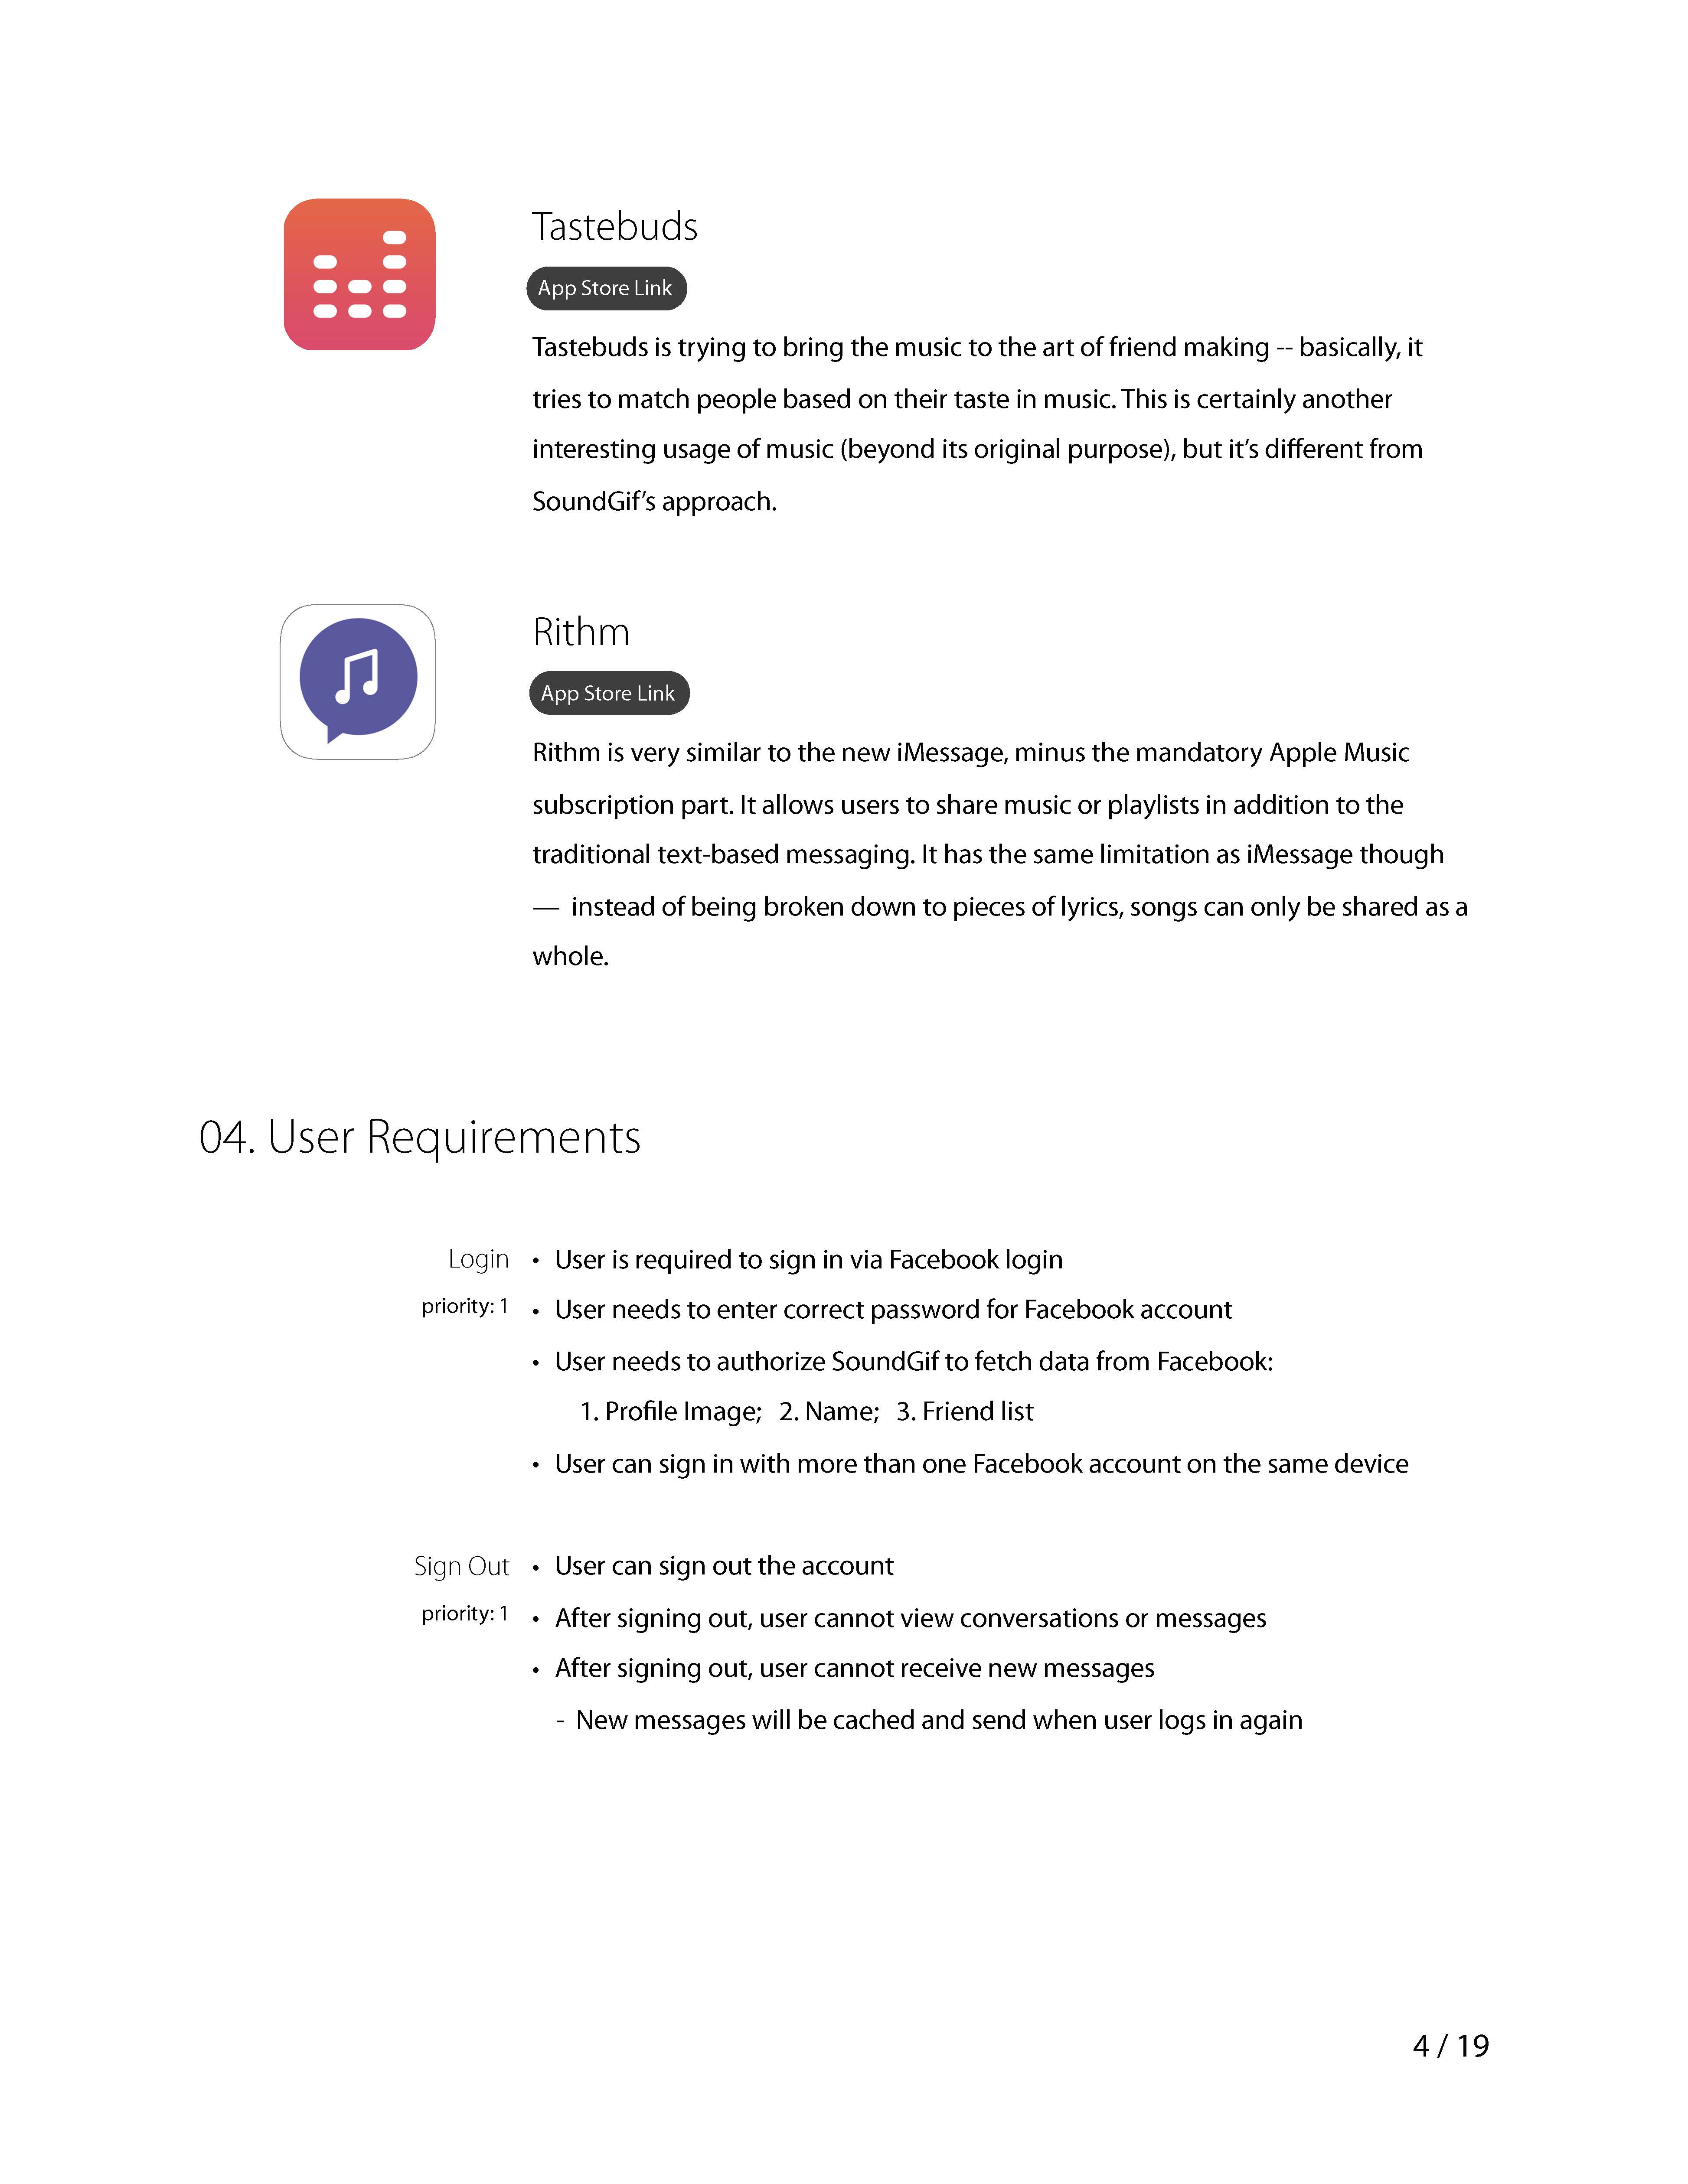 Tastebuds
App Store Link
Tastebuds is trying to bring the music to the art of friend making -- basically, it
tries to match people based on their taste in music. This is certainly another
interesting usage of music (beyond its original purpose), but it’s different from
SoundGif’s approach.
Rithm
App Store Link
Rithm is very similar to the new iMessage, minus the mandatory Apple Music
subscription part. It allows users to share music or playlists in addition to the
traditional text-based messaging. It has the same limitation as iMessage though
— instead of being broken down to pieces of lyrics, songs can only be shared as a
whole.
04. User Requirements
Login • User is required to sign in via Facebook login
priority: 1 • User needs to enter correct password for Facebook account
• User needs to authorize SoundGif to fetch data from Facebook:
1. Profile Image; 2. Name; 3. Friend list
• User can sign in with more than one Facebook account on the same device
Sign Out • User can sign out the account
priority: 1 • After signing out, user cannot view conversations or messages
• After signing out, user cannot receive new messages
- New messages will be cached and send when user logs in again
4 / 19